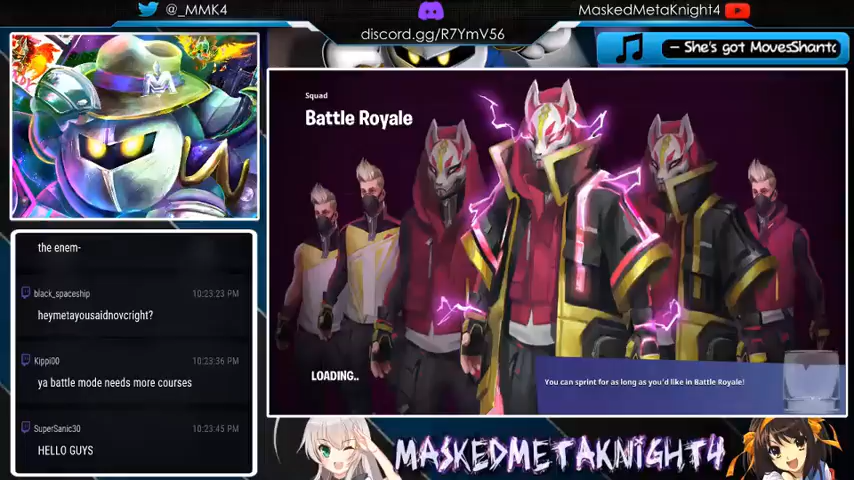 @_MMK4
discord.gg/R7YmV56
MaskedMetaKnight4
– She's got MovesShanta
Squad
Battle Royale
the enem-
black_spaceship 10:23:23 PM
heymetayousaidnovcright?
Kippi00 10:23:36 PM
ya battle mode needs more courses
SuperSanic30 10:23:45 PM
HELLO GUYS
LOADING..
You can sprint for as long as you'd like in Battle Royale!
MASKEDMETAKNIGHT4